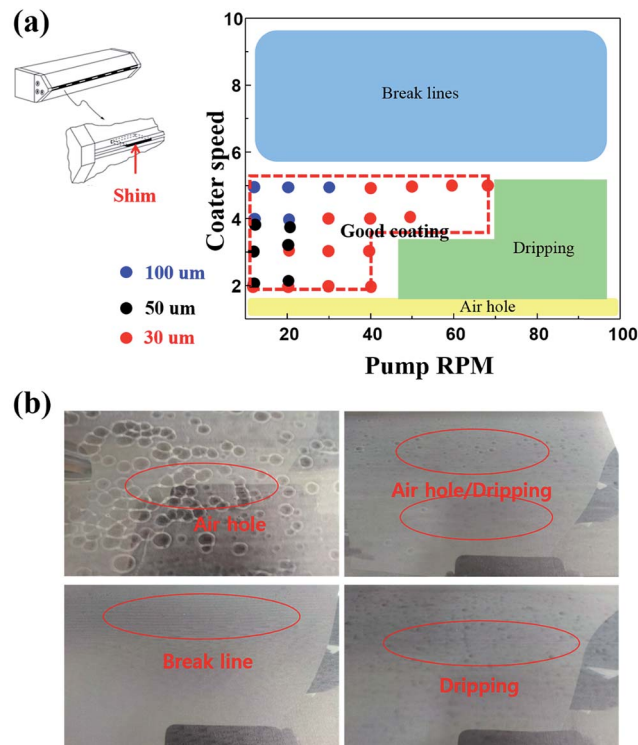 (a)
Shim
100 um
50 um
30 um
Coater speed
10
8
6
4
2
Break lines
Good coating
Dripping
Air hole
20
40
60
80
100
Pump RPM
(b)
Air hole
Air hole/Dripping
Break line
Dripping